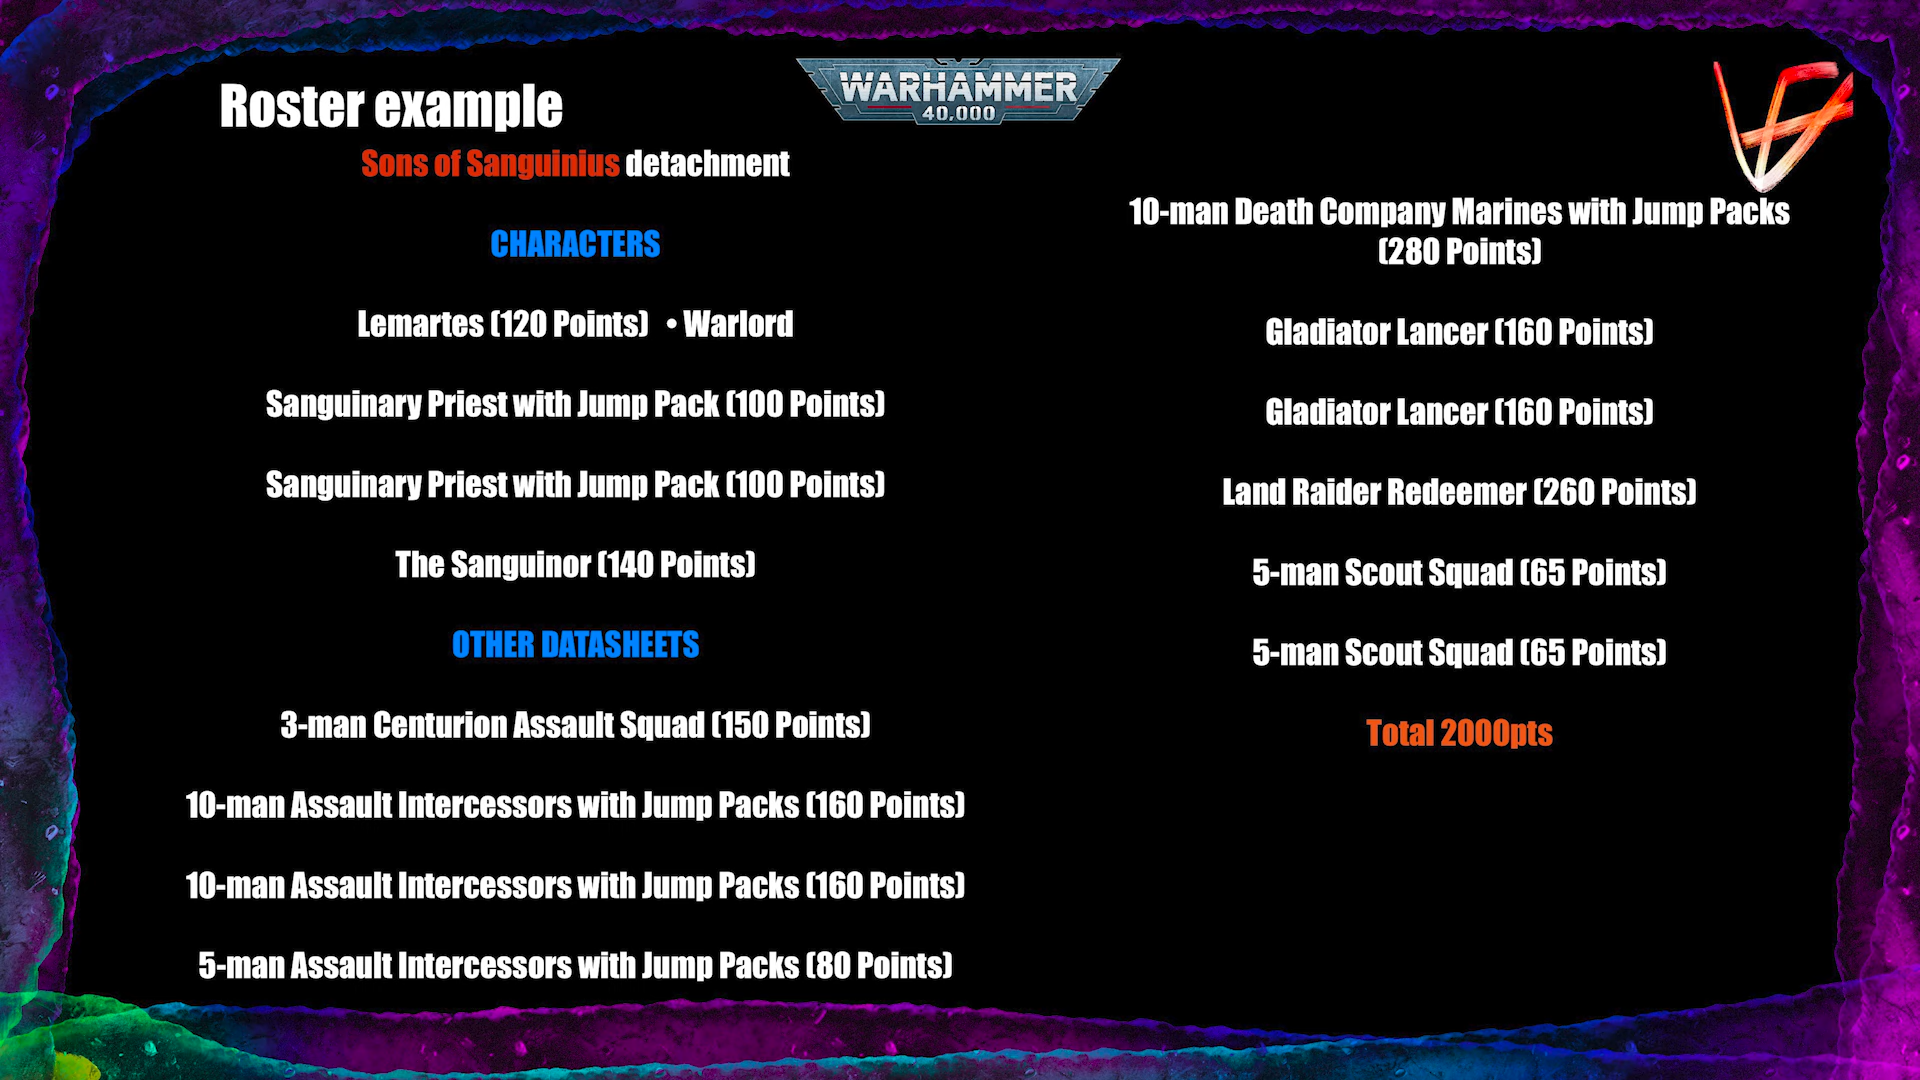 Roster example
WARHAMMER
40,000
Sons of Sanguinius detachment
CHARACTERS
Lemartes (120 Points) • Warlord
Sanguinary Priest with Jump Pack (100 Points)
Sanguinary Priest with Jump Pack (100 Points)
The Sanguinor (140 Points)
OTHER DATASHEETS
3-man Centurion Assault Squad (150 Points)
10-man Assault Intercessors with Jump Packs (160 Points)
10-man Assault Intercessors with Jump Packs (160 Points)
5-man Assault Intercessors with Jump Packs (80 Points)
10-man Death Company Marines with Jump Packs
(280 Points)
Gladiator Lancer (160 Points)
Gladiator Lancer (160 Points)
Land Raider Redeemer (260 Points)
5-man Scout Squad (65 Points)
5-man Scout Squad (65 Points)
Total 2000pts